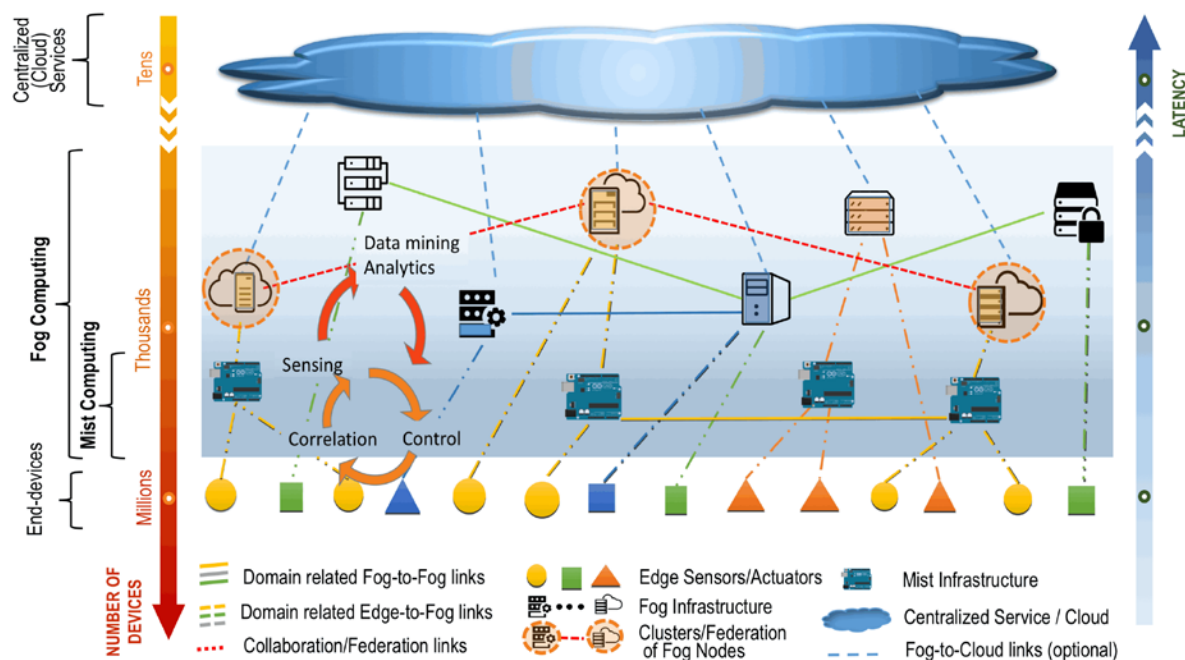 Centralized
(Cloud)
Services
Tens
LATENCY
Fog Computing
Thousands
Mist Computing
Data mining
Analytics
Sensing
Correlation
Control
End-devices
Millions
NUMBER OF
DEVICES
Domain related Fog-to-Fog links
Domain related Edge-to-Fog links
Collaboration/Federation links
Edge Sensors/Actuators
Fog Infrastructure
Clusters/Federation
of Fog Nodes
Mist Infrastructure
Centralized Service / Cloud
Fog-to-Cloud links (optional)